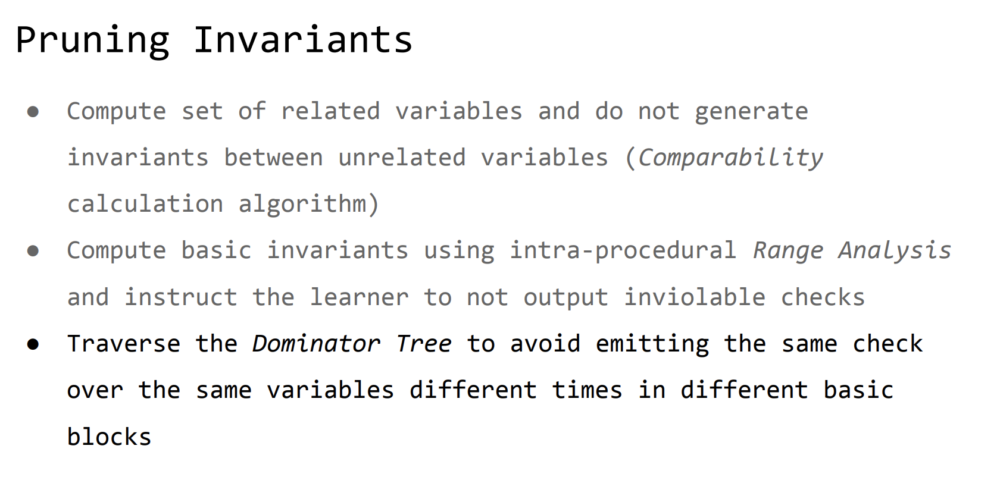 Pruning Invariants
● Compute set of related variables and do not generate
invariants between unrelated variables (Comparability
calculation algorithm)
● Compute basic invariants using intra-procedural Range Analysis
and instruct the learner to not output inviolable checks
● Traverse the Dominator Tree to avoid emitting the same check
over the same variables different times in different basic
blocks